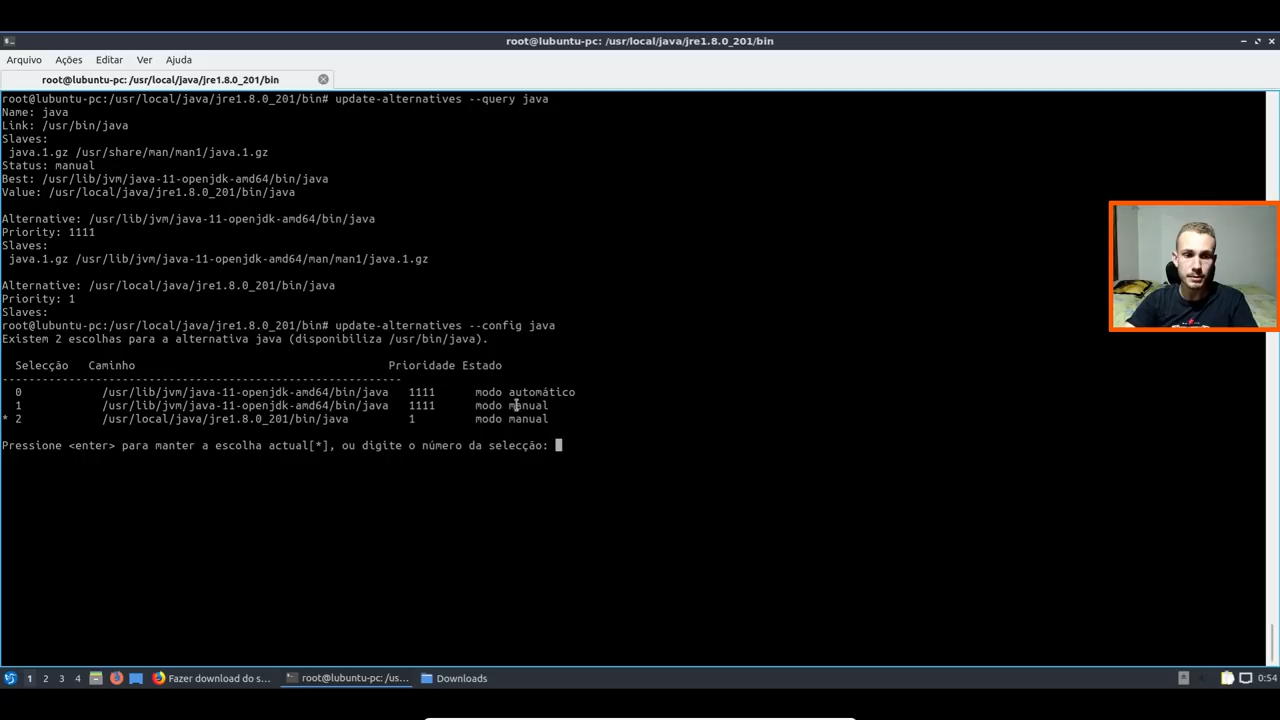 root@lubuntu-pc: /usr/local/java/jre1.8.0_201/bin
Arquivo Ações Editar Ver Ajuda
root@lubuntu-pc: /usr/local/java/jre1.8.0_201/bin
root@lubuntu-pc:/usr/local/java/jre1.8.0_201/bin# update-alternatives --query java
Name: java
Link: /usr/bin/java
Slaves:
java.1.gz /usr/share/man/man1/java.1.gz
Status: manual
Best: /usr/lib/jvm/java-11-openjdk-amd64/bin/java
Value: /usr/local/java/jre1.8.0_201/bin/java
Alternative: /usr/lib/jvm/java-11-openjdk-amd64/bin/java
Priority: 1111
Slaves:
java.1.gz /usr/lib/jvm/java-11-openjdk-amd64/man/man1/java.1.gz
Alternative: /usr/local/java/jre1.8.0_201/bin/java
Priority: 1
Slaves:
root@lubuntu-pc:/usr/local/java/jre1.8.0_201/bin# update-alternatives --config java
Existem 2 escolhas para a alternativa java (disponibiliza /usr/bin/java).
Selecção Caminho Prioridade Estado
------------------------------------------------------------
0 /usr/lib/jvm/java-11-openjdk-amd64/bin/java 1111 modo automático
1 /usr/lib/jvm/java-11-openjdk-amd64/bin/java 1111 modo manual
* 2 /usr/local/java/jre1.8.0_201/bin/java 1 modo manual
Pressione <enter> para manter a escolha actual[*], ou digite o número da selecção:
1 2 3 4 Fazer download do s... root@lubuntu-pc: /us... Downloads 0:54